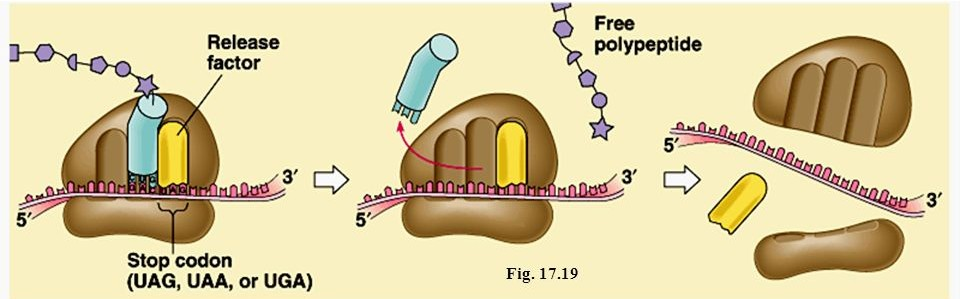 Release
factor
3′
5′
Stop codon
(UAG, UAA, or UGA)
Free
polypeptide
3′
5′
Fig. 17.19
5′
3′